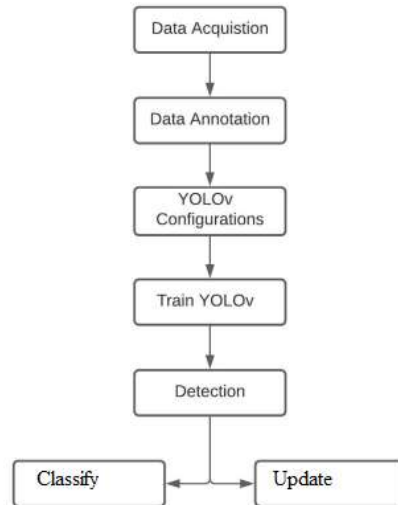 Data Acquistion
Data Annotation
YOLOv
Configurations
Train YOLOv
Detection
Classify
Update